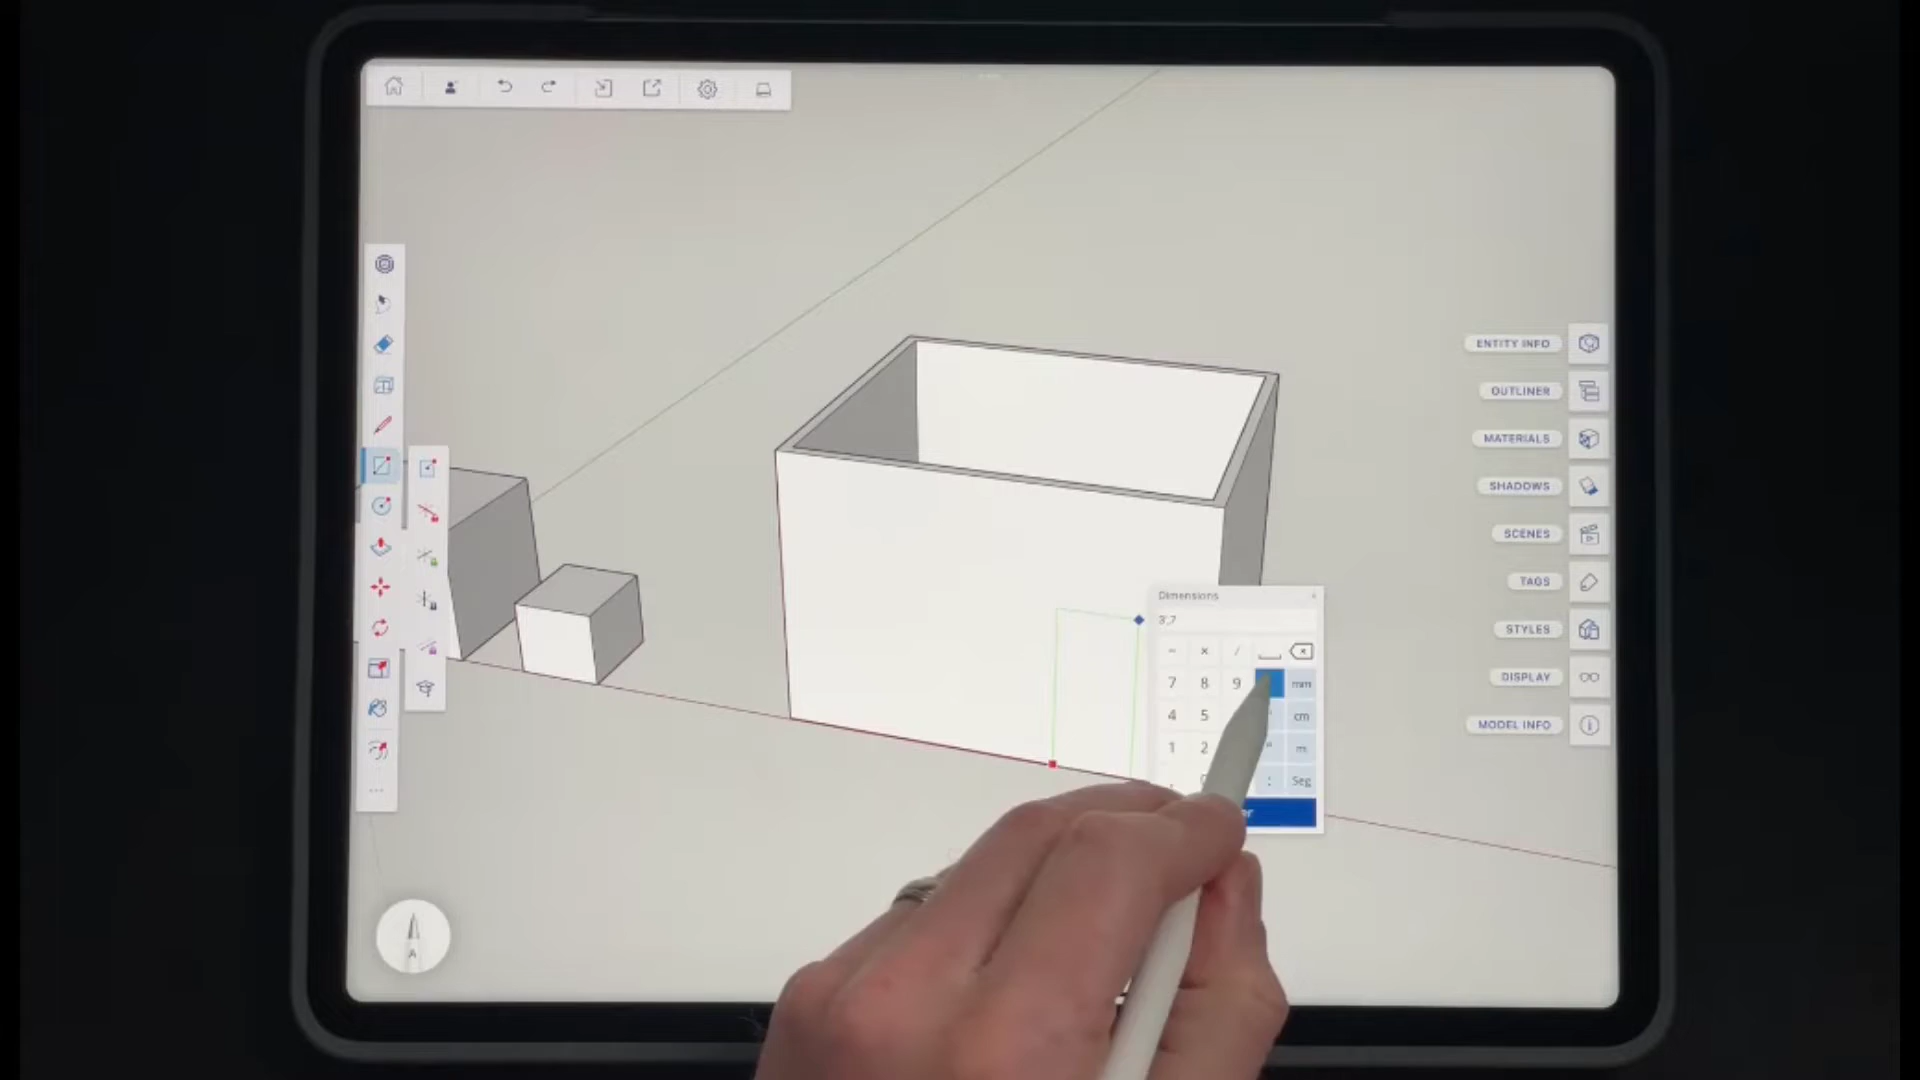 ENTITY INFO
OUTLINER
MATERIALS
SHADOWS
SCENES
TAGS
STYLES
DISPLAY
MODEL INFO
Dimensions
3',7
7 8 9 mm
4 5 cm
1 2 " m
: Seg
A